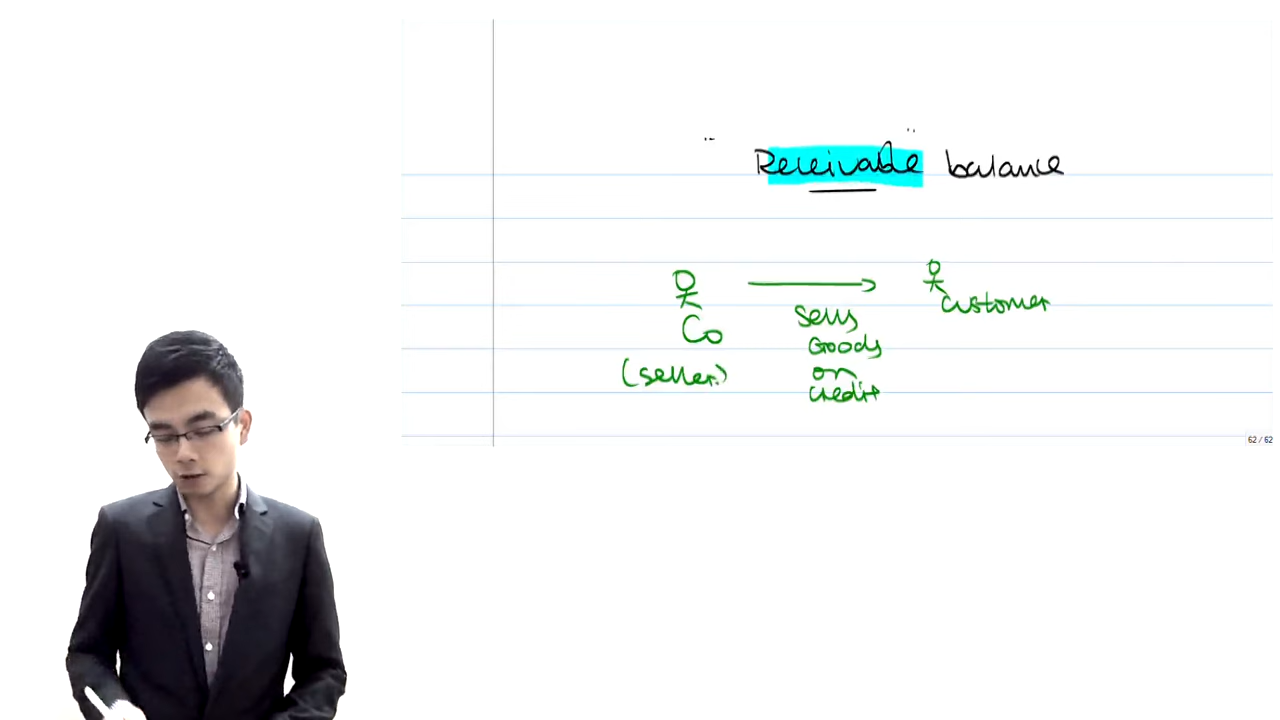 Receivable balance
Co
(seller)
sells
Goods
on
credit
customer
62 / 62